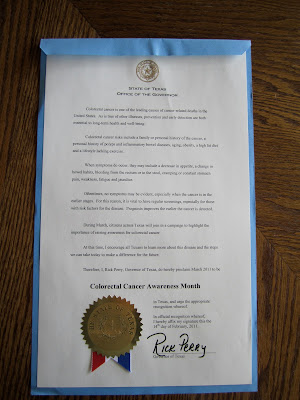 STATE OF TEXAS
OFFICE OF THE GOVERNOR
Colorectal cancer is one of the leading causes of cancer-related deaths in the
United States. As is true of other illnesses, prevention and early detection are both
essential to long-term health and well-being.
Colorectal cancer risks include a family or personal history of the cancer, a
personal history of polyps and inflammatory bowel diseases, aging, obesity, a high fat diet
and a lifestyle lacking exercise.
When symptoms do occur, they may include a decrease in appetite, a change in
bowel habits, bleeding from the rectum or in the stool, cramping or constant stomach
pain, weakness, fatigue and jaundice.
Oftentimes, no symptoms may be evident, especially when the cancer is in the
earlier stages. For this reason, it is vital to have regular screenings, especially for those
with risk factors for the disease. Prognosis improves the earlier the cancer is detected.
During March, citizens across Texas will join in a campaign to highlight the
importance of raising awareness for colorectal cancer.
At this time, I encourage all Texans to learn more about this disease and the steps
we can take today to make a difference for the future.
Therefore, I, Rick Perry, Governor of Texas, do hereby proclaim March 2011 to be
Colorectal Cancer Awareness Month
in Texas, and urge the appropriate
recognition whereof.
In official recognition whereof,
I hereby affix my signature this the
of February, 2011.
Rick Perry
Governor of Texas